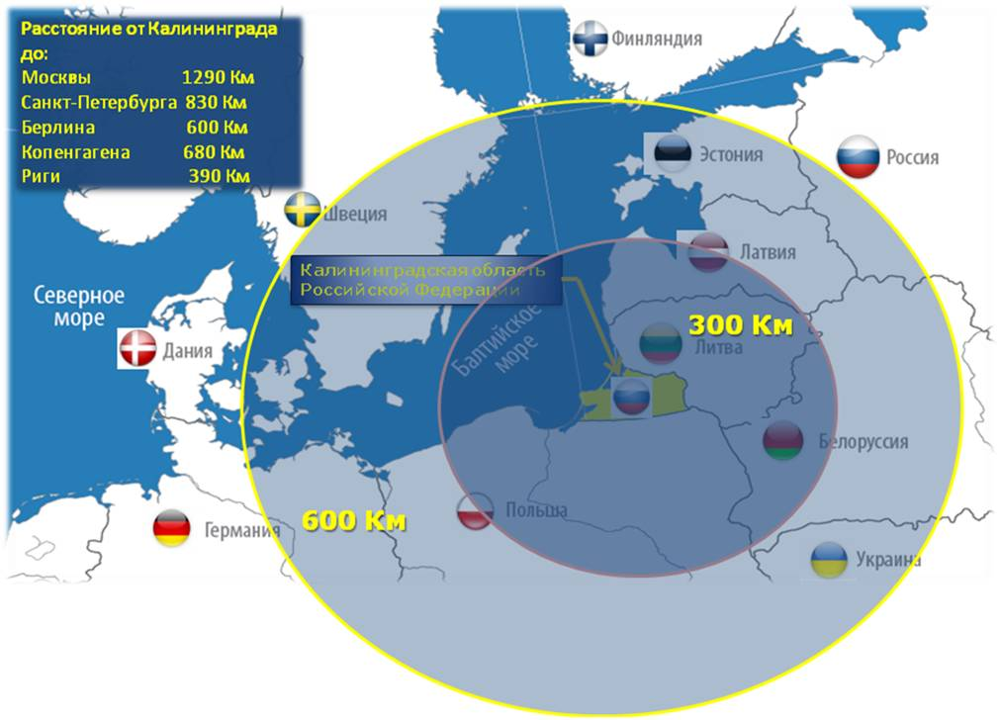 Расстояние от Калининграда
до:
Москвы 1290 Км
Санкт-Петербурга 830 Км
Берлина 600 Км
Копенгагена 680 Км
Риги 390 Км
Финляндия
Эстония
Россия
Швеция
Латвия
Калининградская область
Российской Федерации
Северное
море
300 Км
Балтийское
море
Дания
Литва
Белоруссия
Польша
600 Км
Германия
Украина